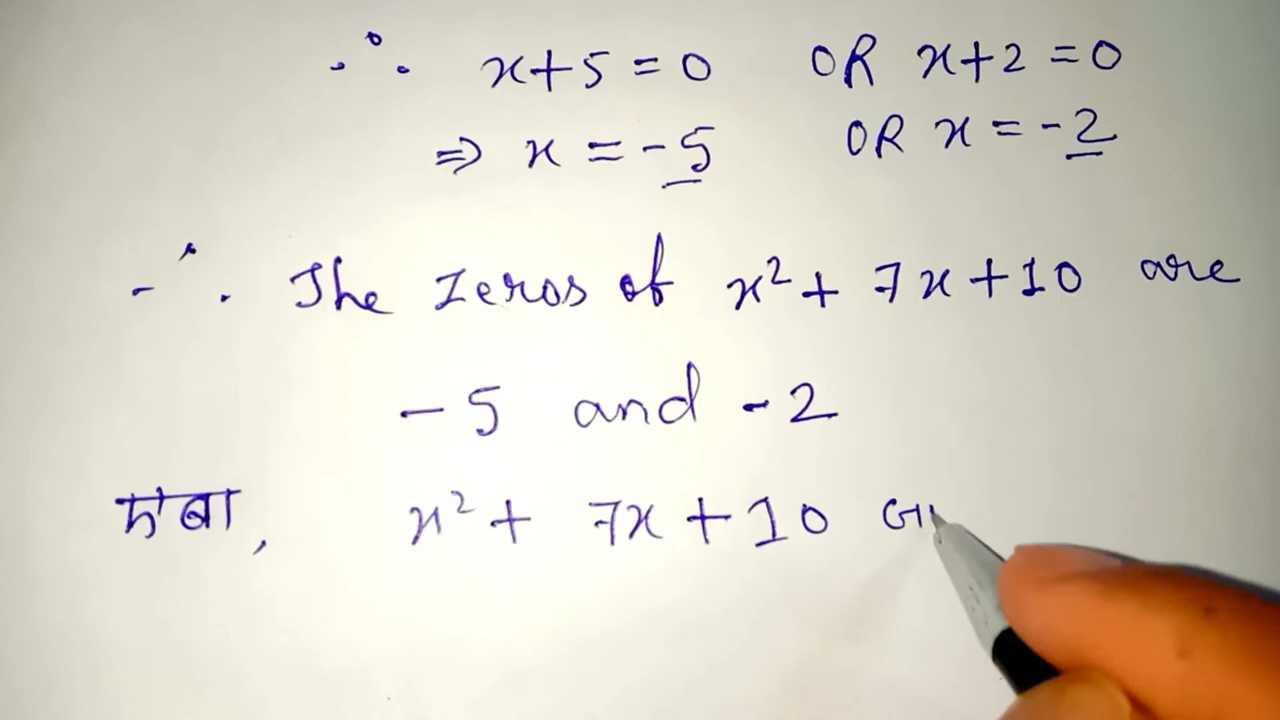 ∴ x+5=0 OR x+2=0
⇒ x = -5 OR x = -2
∴ The zeros of x² + 7x+10 are
-5 and -2
x² + 7x + 10